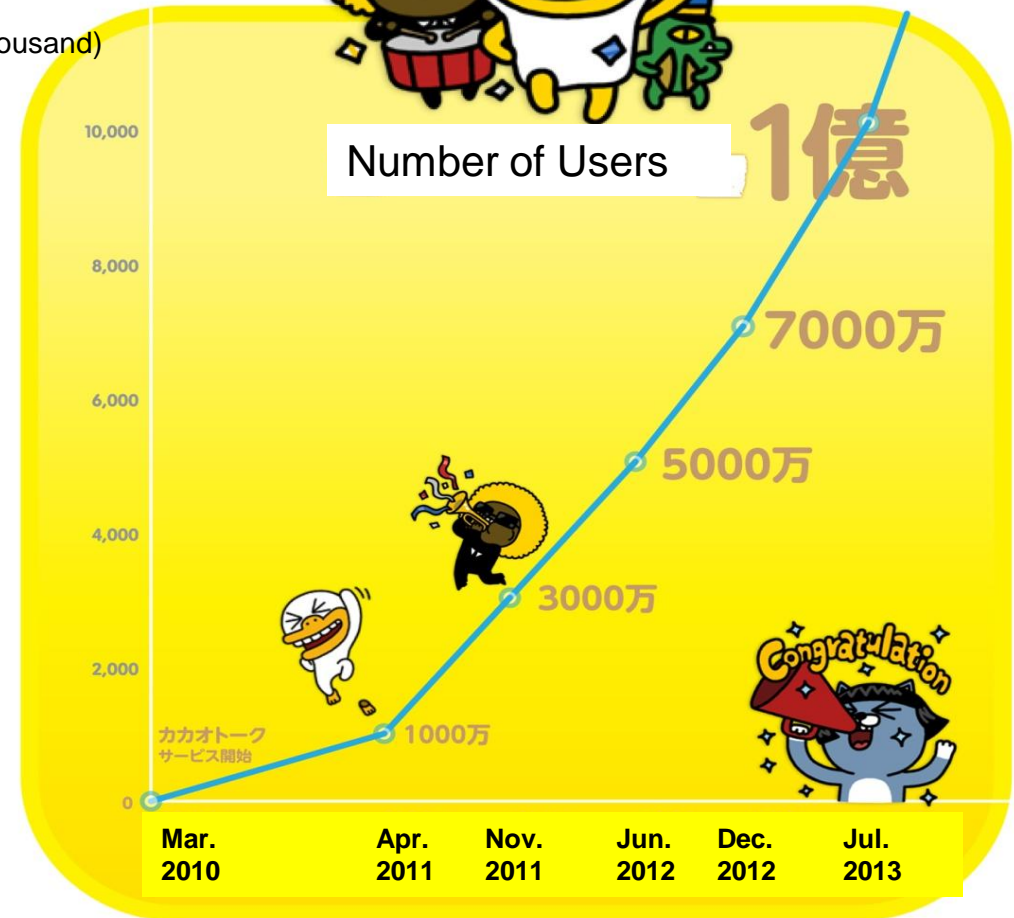 ousand)
10,000
Number of Users
1億
8,000
7000万
6,000
5000万
4,000
3000万
Congratulation
2,000
カカオトーク
サービス開始
1000万
0
Mar. Apr. Nov. Jun. Dec. Jul.
2010 2011 2011 2012 2012 2013